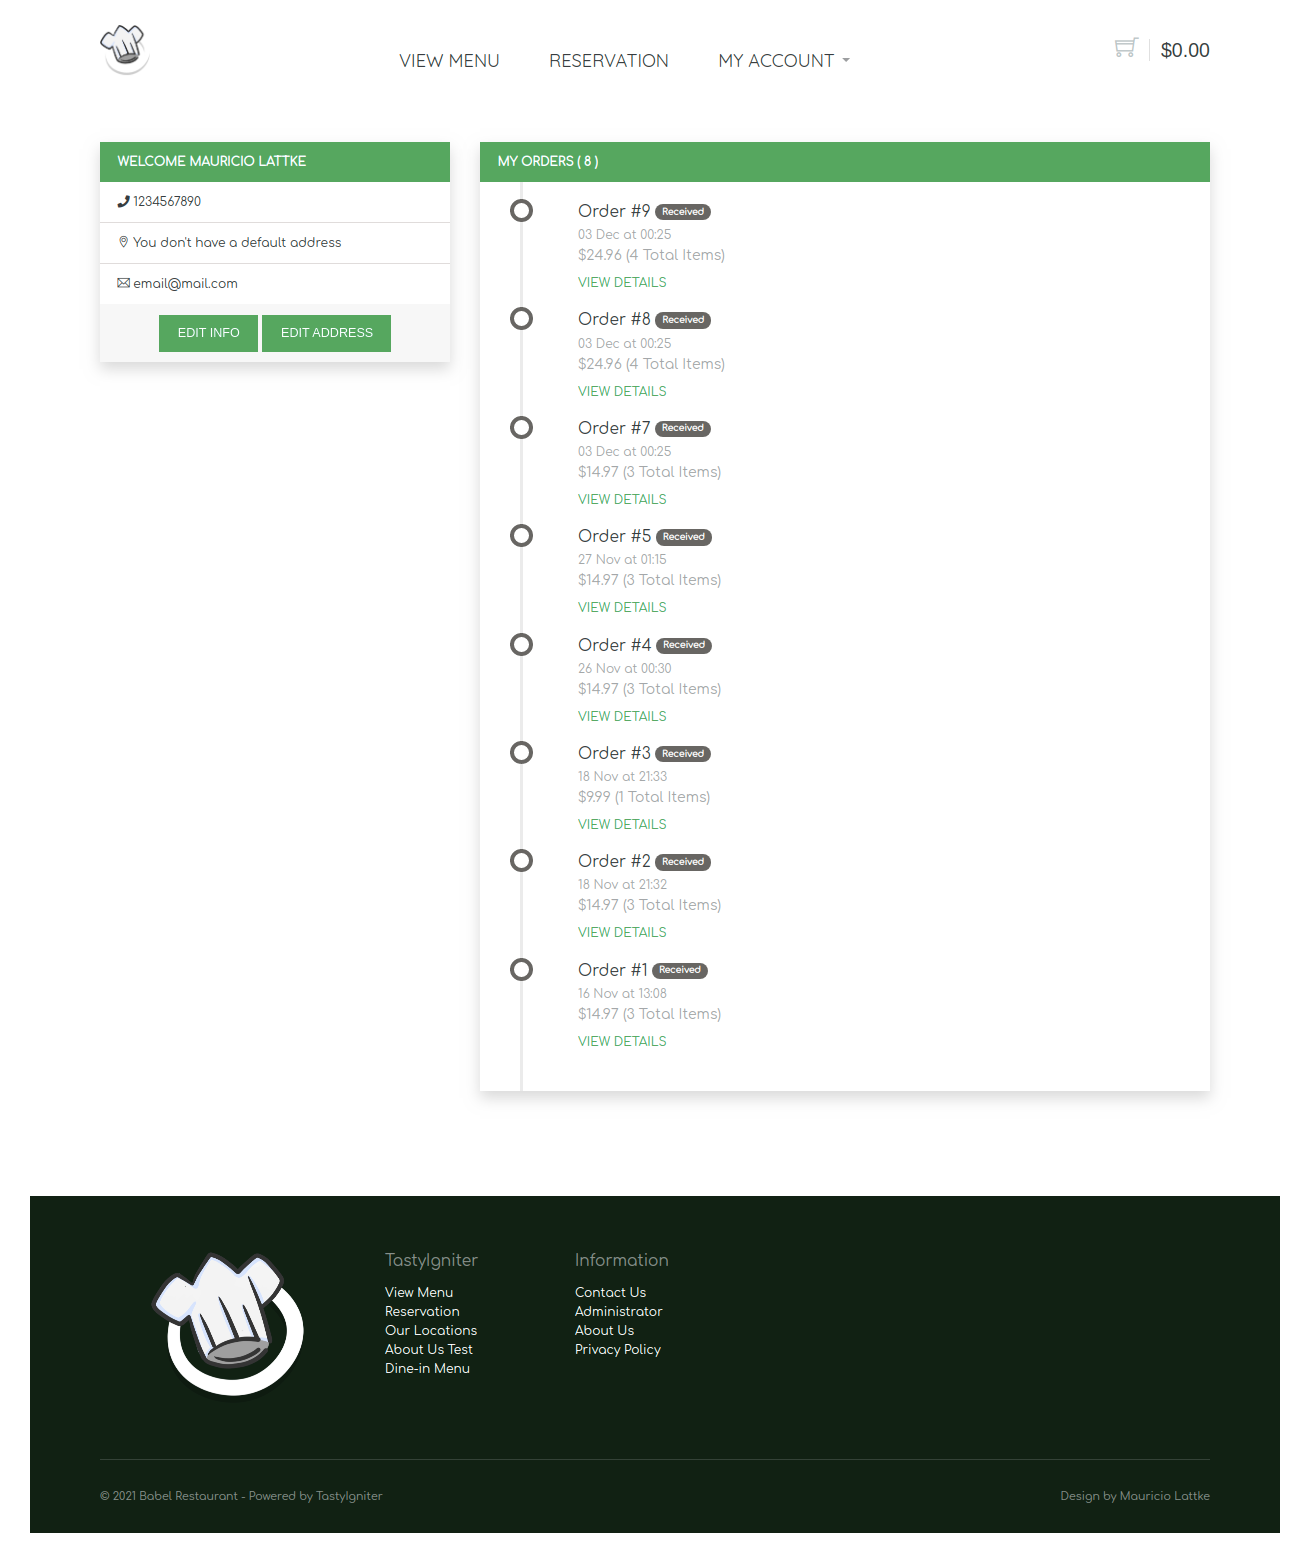 VIEW MENU RESERVATION MY ACCOUNT $0.00
WELCOME MAURICIO LATTKE
1234567890
You don't have a default address
email@mail.com
EDIT INFO EDIT ADDRESS
MY ORDERS ( 8 )
Order #9 Received
03 Dec at 00:25
$24.96 (4 Total Items)
VIEW DETAILS
Order #8 Received
03 Dec at 00:25
$24.96 (4 Total Items)
VIEW DETAILS
Order #7 Received
03 Dec at 00:25
$14.97 (3 Total Items)
VIEW DETAILS
Order #5 Received
27 Nov at 01:15
$14.97 (3 Total Items)
VIEW DETAILS
Order #4 Received
26 Nov at 00:30
$14.97 (3 Total Items)
VIEW DETAILS
Order #3 Received
18 Nov at 21:33
$9.99 (1 Total Items)
VIEW DETAILS
Order #2 Received
18 Nov at 21:32
$14.97 (3 Total Items)
VIEW DETAILS
Order #1 Received
16 Nov at 13:08
$14.97 (3 Total Items)
VIEW DETAILS
TastyIgniter
View Menu
Reservation
Our Locations
About Us Test
Dine-in Menu
Information
Contact Us
Administrator
About Us
Privacy Policy
© 2021 Babel Restaurant - Powered by TastyIgniter
Design by Mauricio Lattke